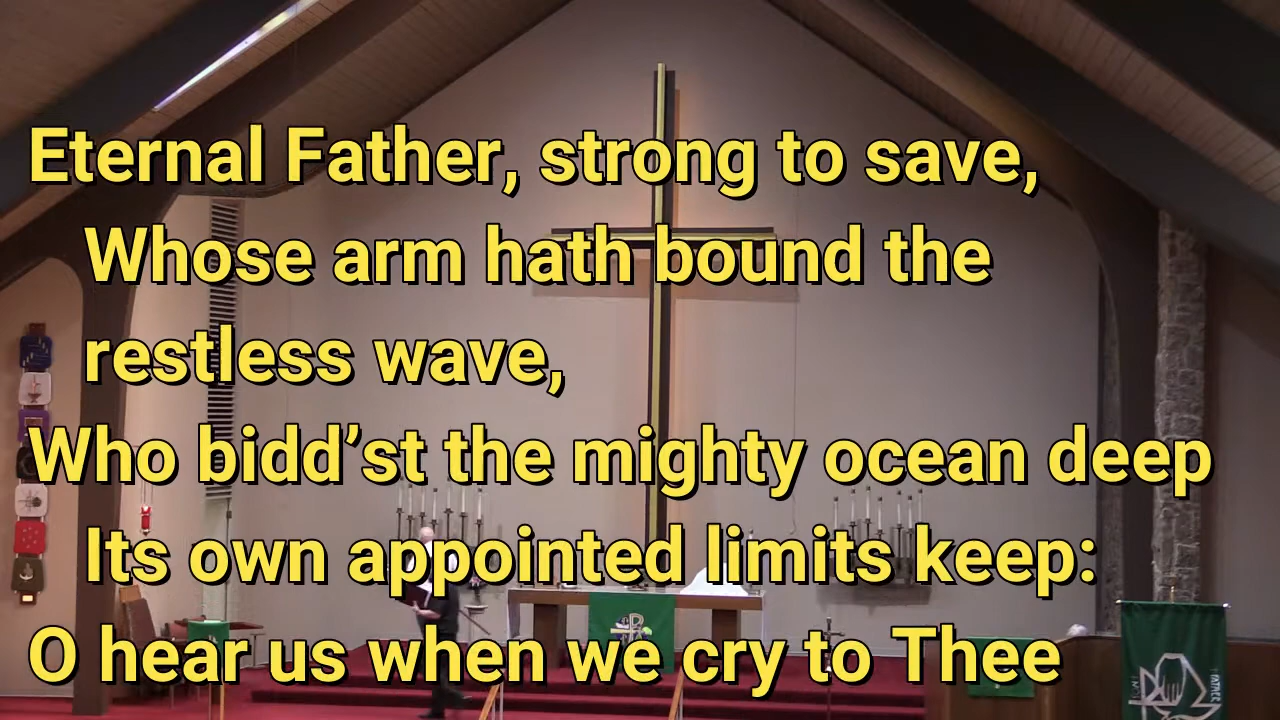 Eternal Father, strong to save,
Whose arm hath bound the
restless wave,
Who bidd’st the mighty ocean deep
Its own appointed limits keep:
O hear us when we cry to Thee
FATHER